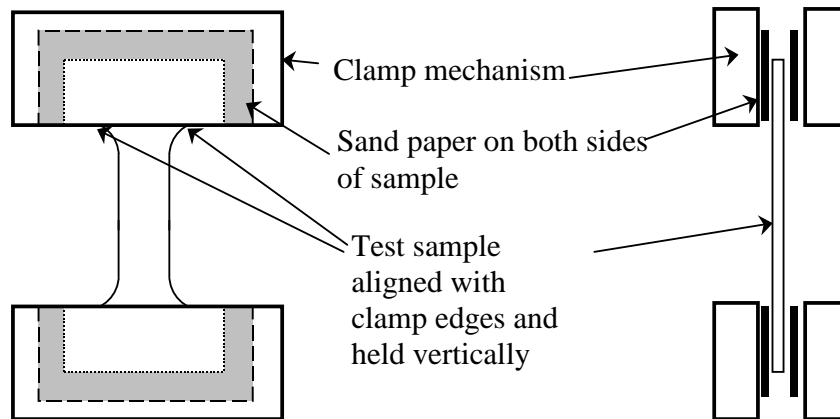 Clamp mechanism
Sand paper on both sides
of sample
Test sample
aligned with
clamp edges and
held vertically